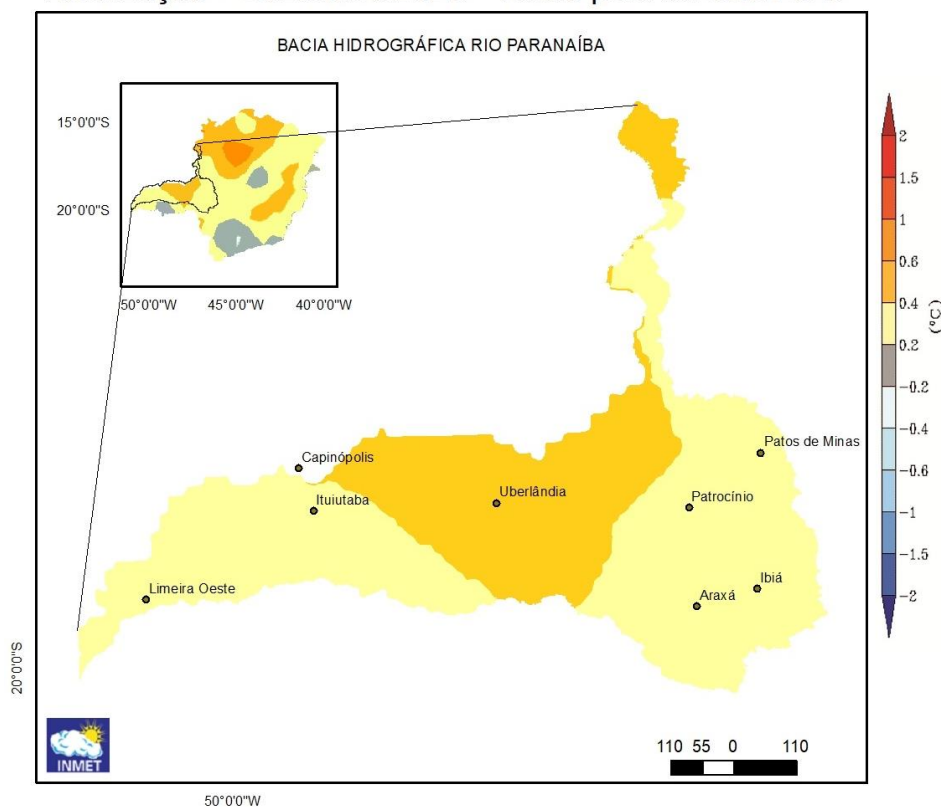 BACIA HIDROGRÁFICA RIO PARANAÍBA
15°0'0"S
20°0'0"S
50°0'0"W 45°0'0"W 40°0'0"W
2
1.5
1
0.6
0.4
0.2
-0.2
-0.4
-0.6
-1
-1.5
-2
(°C)
Patos de Minas
Capinópolis
Uberlândia
Patrocínio
Ituiutaba
Ibiá
Limeira Oeste
Araxá
20°0'0"S
INMET
110 55 0 110
50°0'0"W